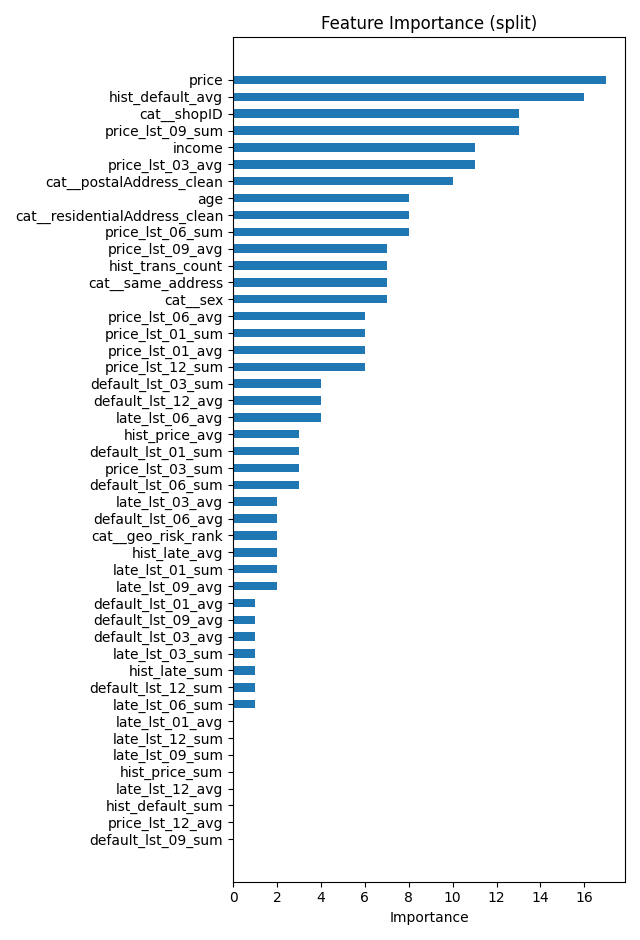 Feature Importance (split)
price
hist_default_avg
cat__shopID
price_lst_09_sum
income
price_lst_03_avg
cat__postalAddress_clean
age
cat__residentialAddress_clean
price_lst_06_sum
price_lst_09_avg
hist_trans_count
cat__same_address
cat__sex
price_lst_06_avg
price_lst_01_sum
price_lst_01_avg
price_lst_12_sum
default_lst_03_sum
default_lst_12_avg
late_lst_06_avg
hist_price_avg
default_lst_01_sum
price_lst_03_sum
default_lst_06_sum
late_lst_03_avg
default_lst_06_avg
cat__geo_risk_rank
hist_late_avg
late_lst_01_sum
late_lst_09_avg
default_lst_01_avg
default_lst_09_avg
default_lst_03_avg
late_lst_03_sum
hist_late_sum
default_lst_12_sum
late_lst_06_sum
late_lst_01_avg
late_lst_12_sum
late_lst_09_sum
hist_price_sum
late_lst_12_avg
hist_default_sum
price_lst_12_avg
default_lst_09_sum
0 2 4 6 8 10 12 14 16
Importance